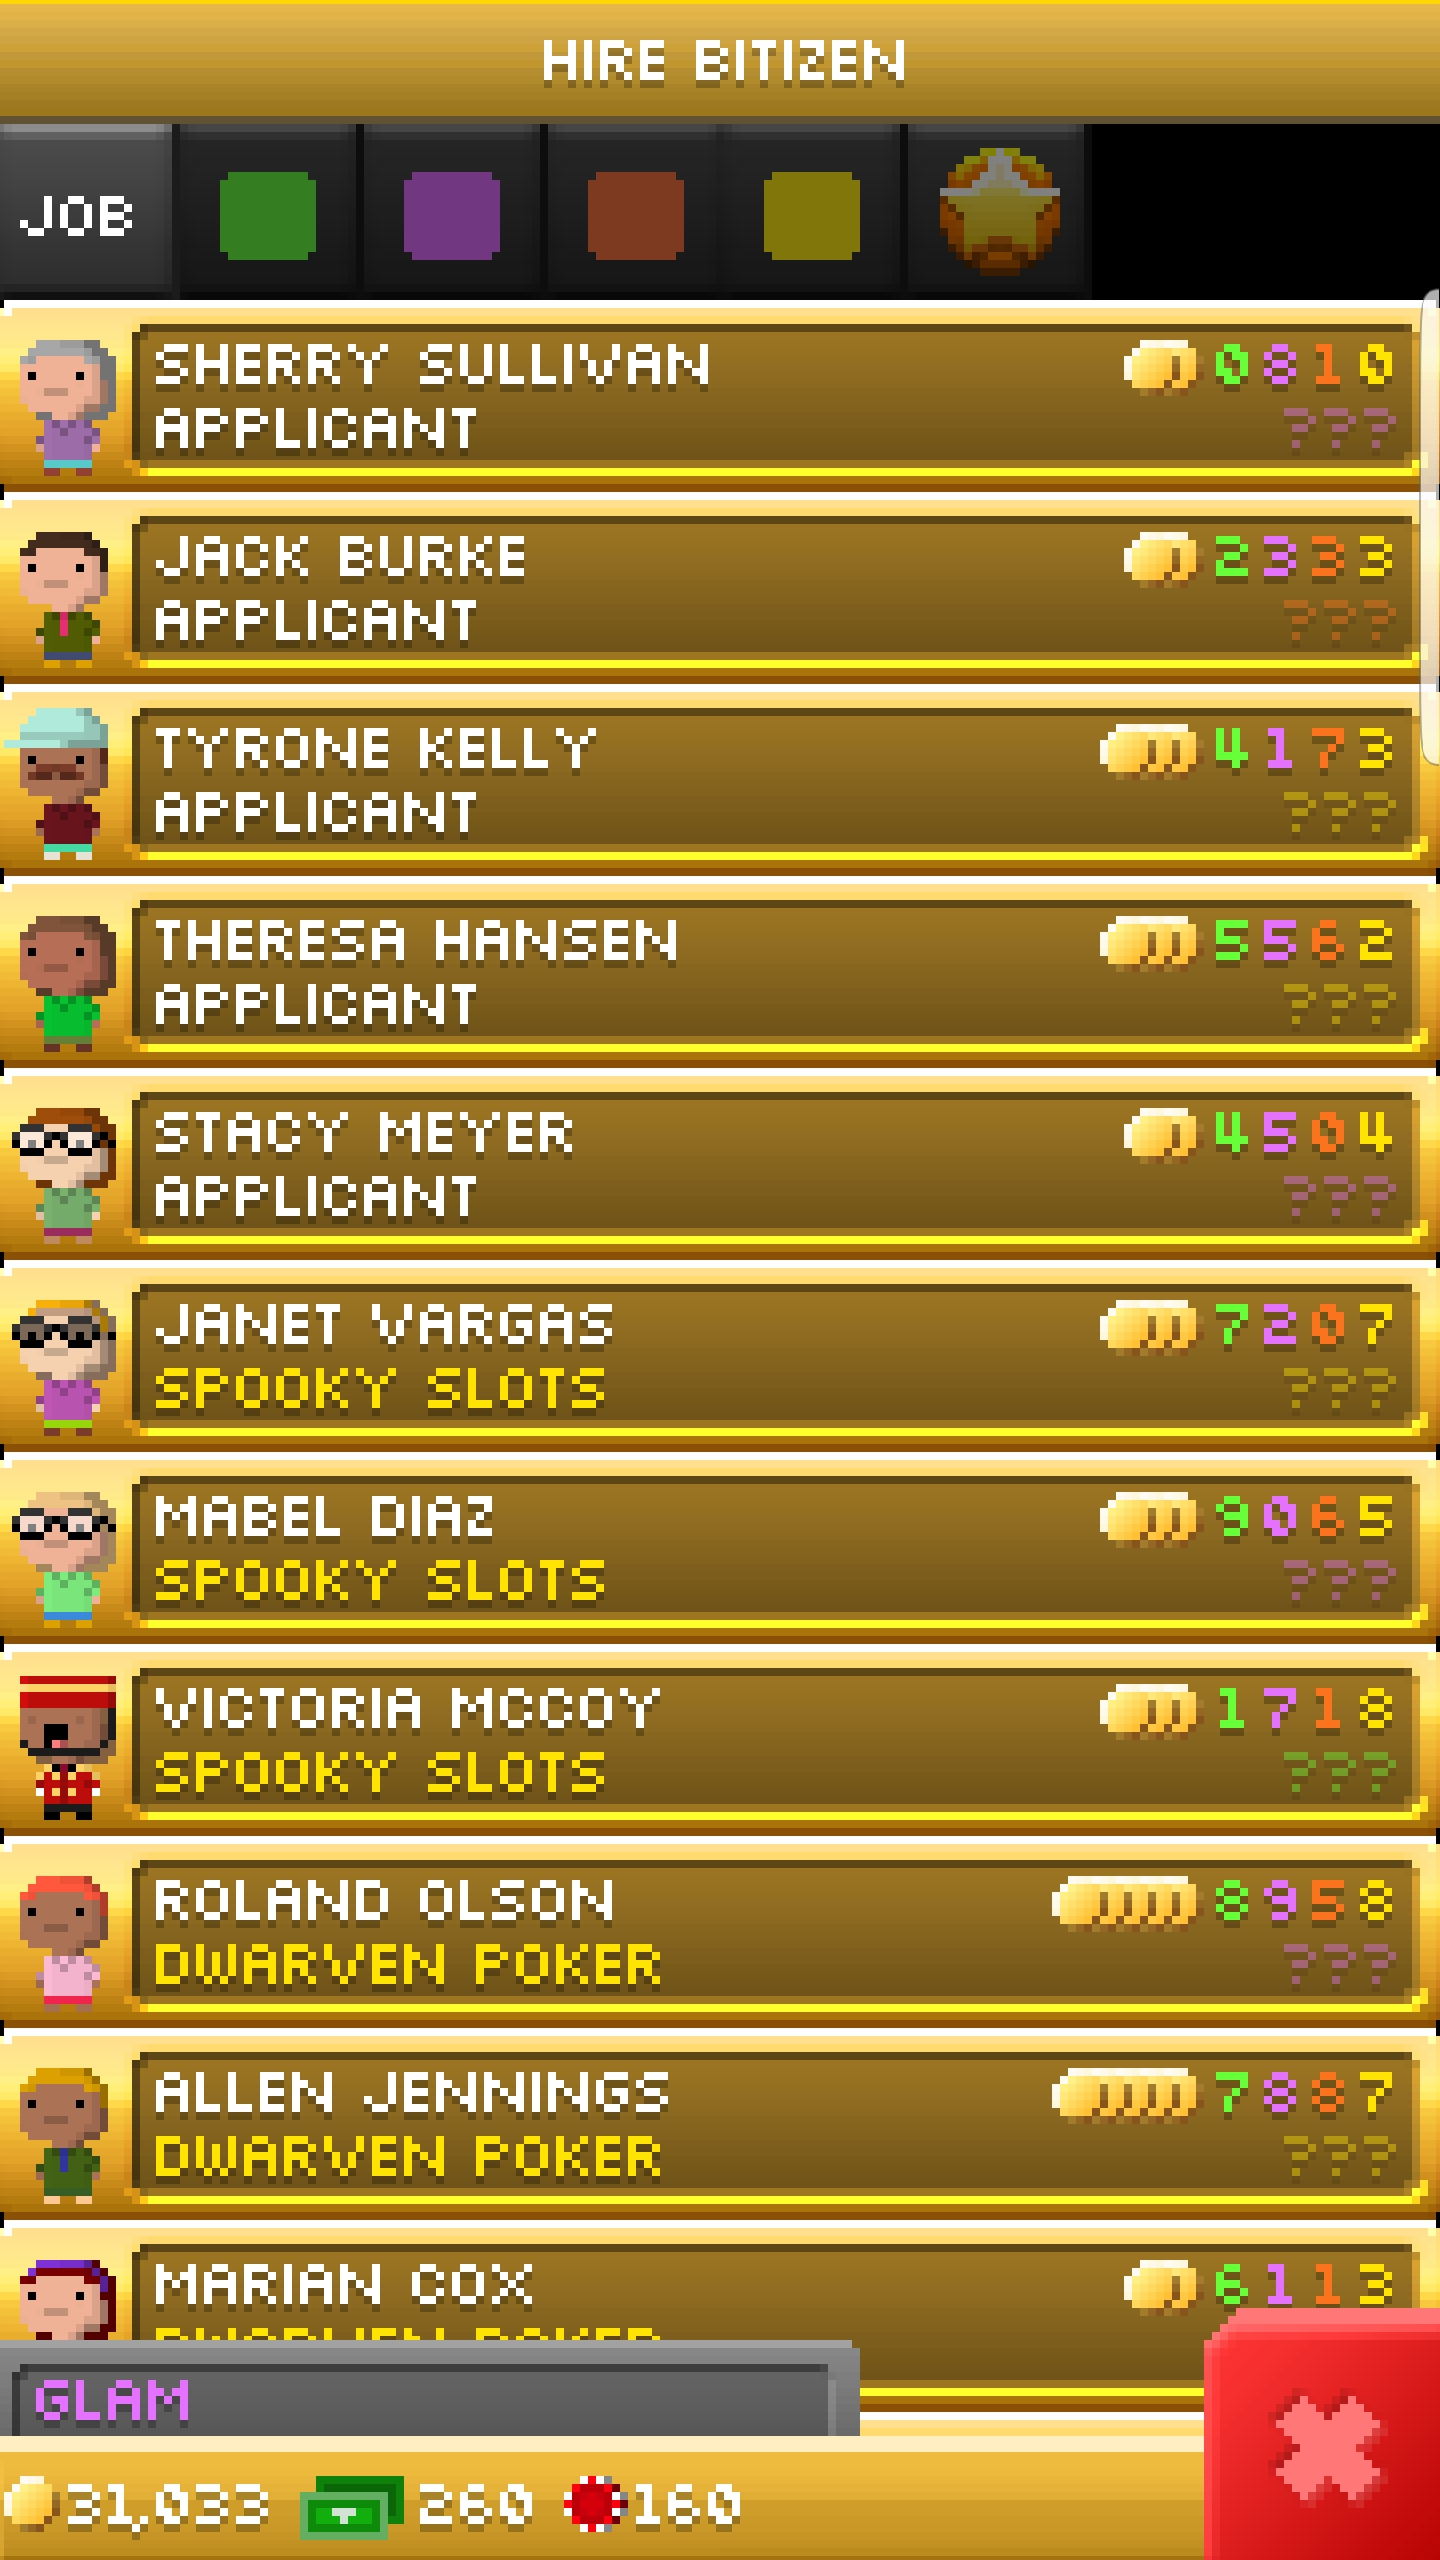 HIRE BITIZEN
JOB
SHERRY SULLIVAN 0 8 1 0
APPLICANT ???
JACK BURKE 2 3 3 3
APPLICANT ???
TYRONE KELLY 4 1 7 3
APPLICANT ???
THERESA HANSEN 5 5 6 2
APPLICANT ???
STACY MEYER 4 5 0 4
APPLICANT ???
JANET VARGAS 7 2 0 7
SPOOKY SLOTS ???
MABEL DIAZ 9 0 6 5
SPOOKY SLOTS ???
VICTORIA MCCOY 1 7 1 8
SPOOKY SLOTS ???
ROLAND OLSON 8 9 5 8
DWARVEN POKER ???
ALLEN JENNINGS 7 8 8 7
DWARVEN POKER ???
MARIAN COX 6 1 1 3
DWARVEN POKER
GLAM
31,033 260 160